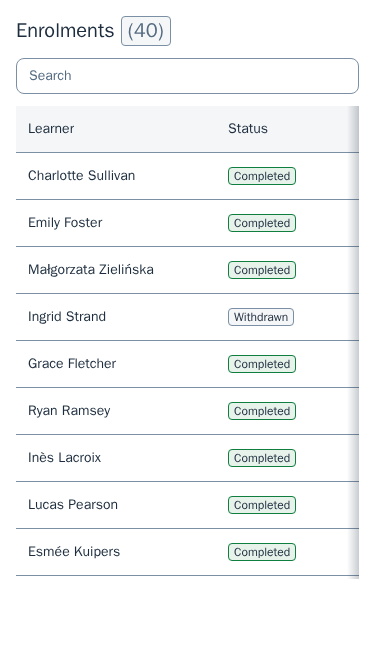 Enrolments (40)
Search
Learner Status
Charlotte Sullivan Completed
Emily Foster Completed
Małgorzata Zielińska Completed
Ingrid Strand Withdrawn
Grace Fletcher Completed
Ryan Ramsey Completed
Inès Lacroix Completed
Lucas Pearson Completed
Esmée Kuipers Completed